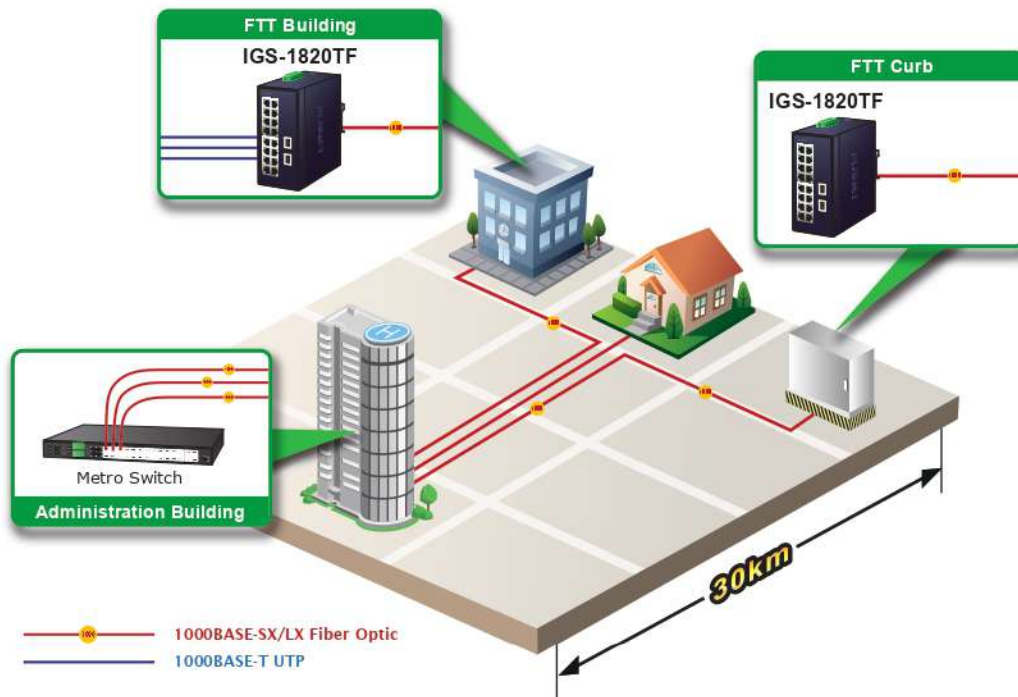 FTT Building
IGS-1820TF
FTT Curb
IGS-1820TF
H
Metro Switch
Administration Building
30km
1000BASE-SX/LX Fiber Optic
1000BASE-T UTP